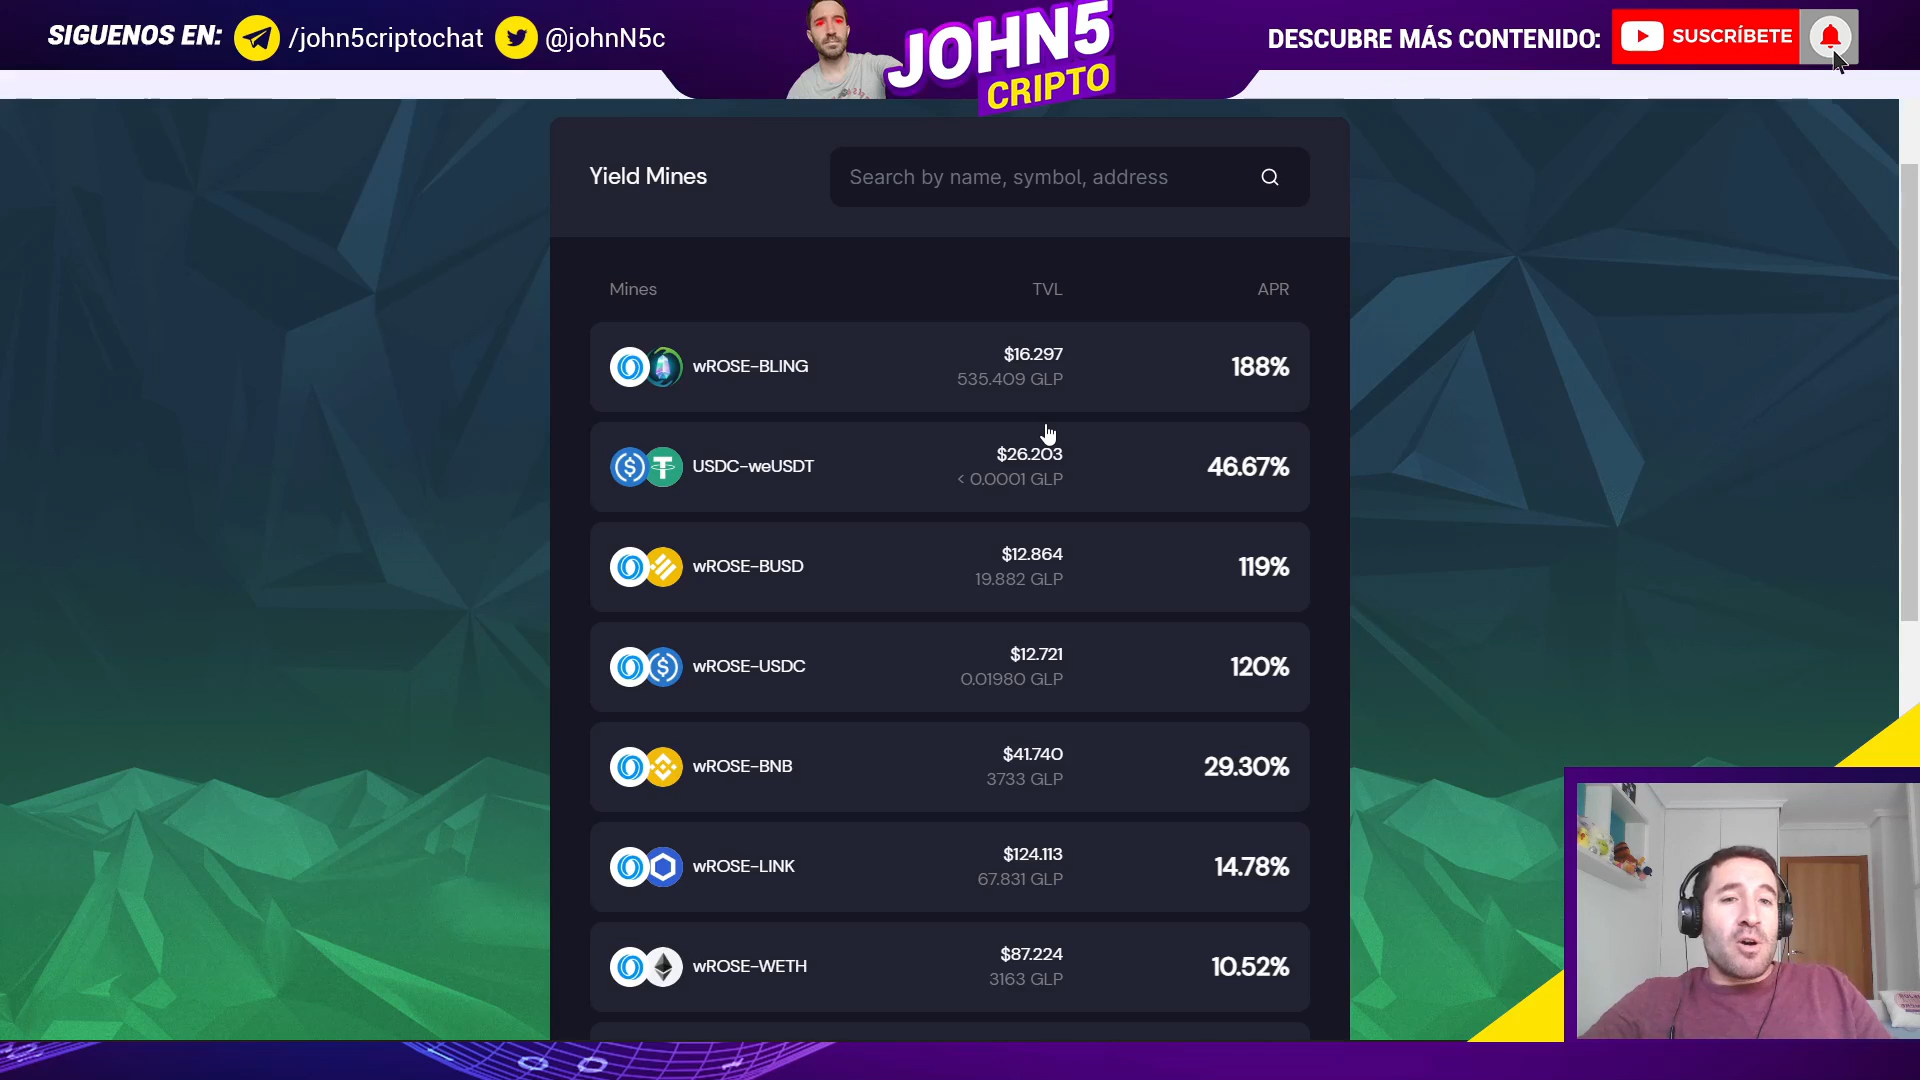 SIGUENOS EN:
/john5criptochat
@johnN5c
JOHN5
CRIPTO
DESCUBRE MÁS CONTENIDO:
SUSCRÍBETE
Yield Mines
Search by name, symbol, address
Mines TVL APR
wROSE-BLING $16.297 188%
535.409 GLP
USDC-weUSDT $26.203 46.67%
< 0.0001 GLP
wROSE-BUSD $12.864 119%
19.882 GLP
wROSE-USDC $12.721 120%
0.01980 GLP
wROSE-BNB $41.740 29.30%
3733 GLP
wROSE-LINK $124.113 14.78%
67.831 GLP
wROSE-WETH $87.224 10.52%
3163 GLP